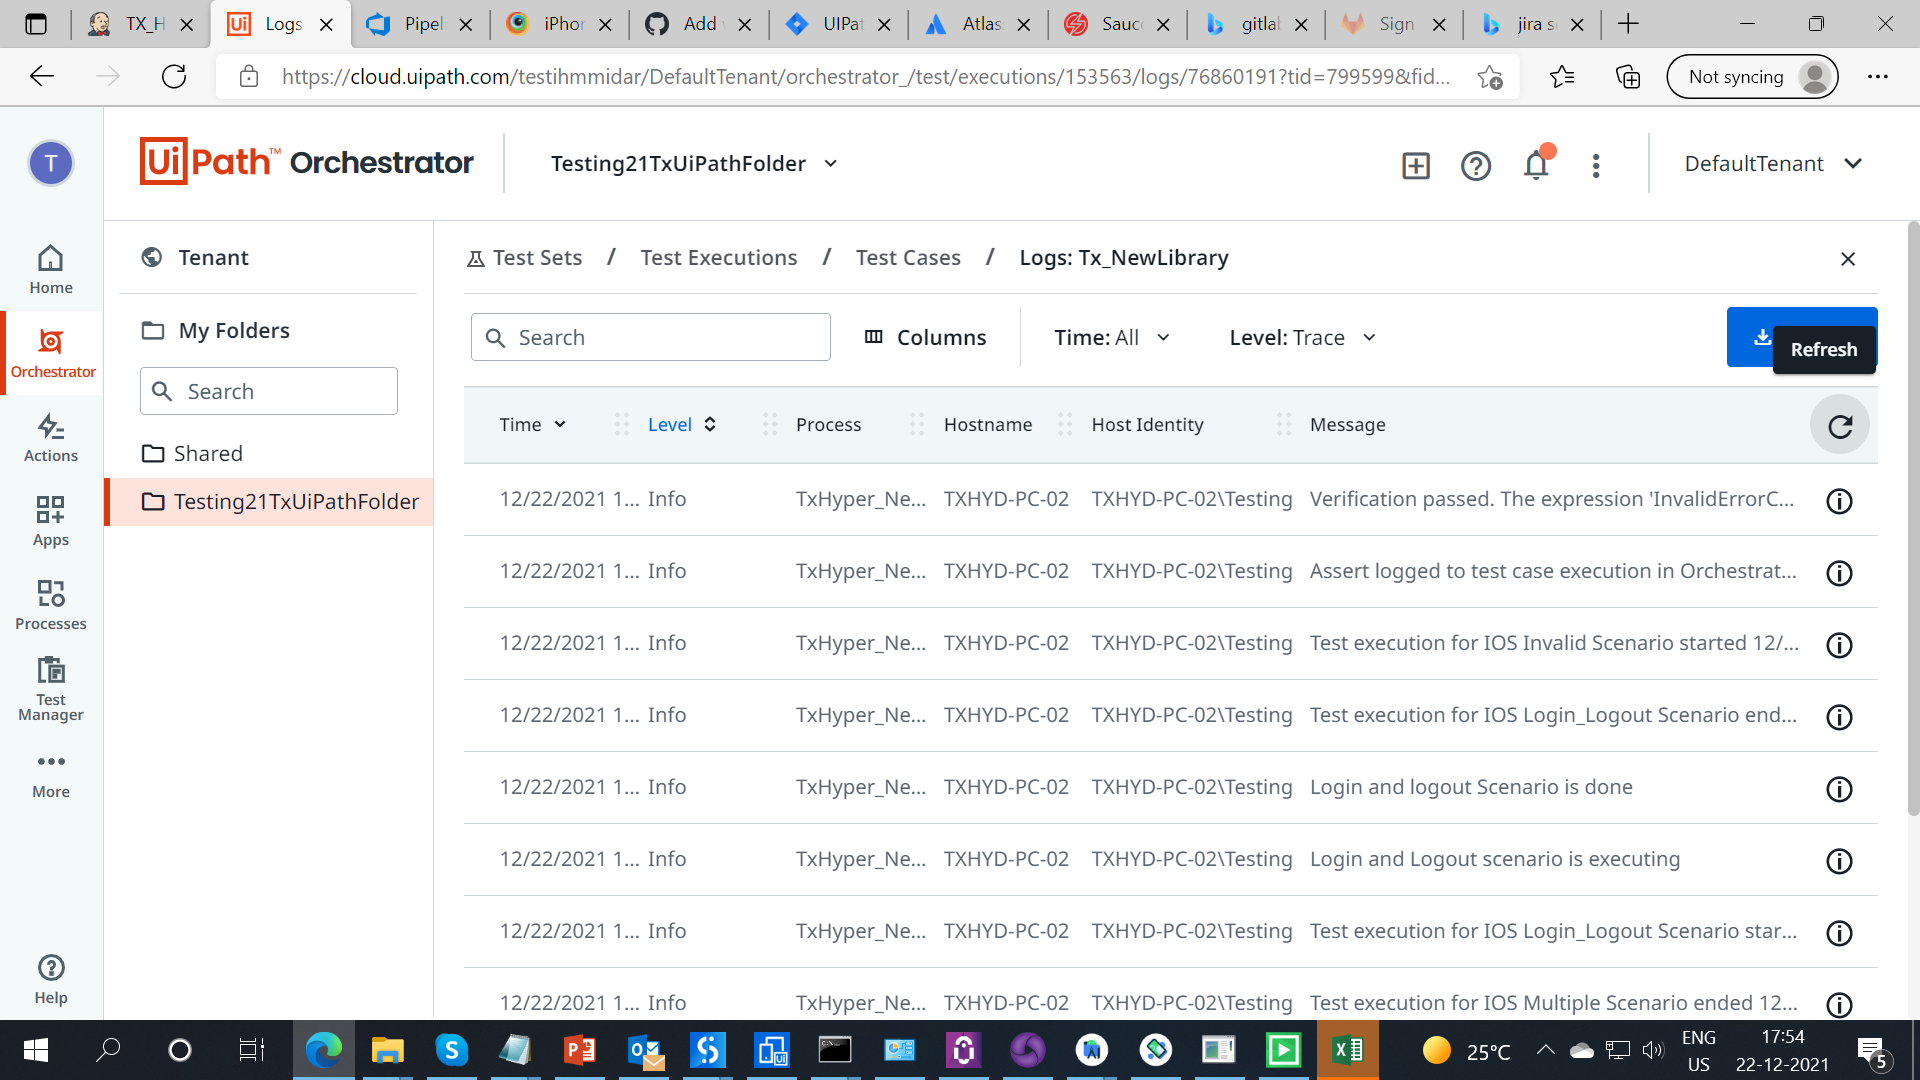 TX_H
Logs
Pipel
iPhor
Add
UIPat
Atlas
Sauce
gitlab
Sign
jira s
https://cloud.uipath.com/testihmmidar/DefaultTenant/orchestrator_/test/executions/153563/logs/76860191?tid=799599&fid...
Not syncing
T
UiPath™ Orchestrator
Testing21TxUiPathFolder
DefaultTenant
Home
Orchestrator
Actions
Apps
Processes
Test Manager
More
Help
Tenant
My Folders
Search
Shared
Testing21TxUiPathFolder
Test Sets / Test Executions / Test Cases / Logs: Tx_NewLibrary
Search
Columns
Time: All
Level: Trace
Refresh
Time Level Process Hostname Host Identity Message
12/22/2021 1... Info TxHyper_Ne... TXHYD-PC-02 TXHYD-PC-02\Testing Verification passed. The expression 'InvalidErrorC...
12/22/2021 1... Info TxHyper_Ne... TXHYD-PC-02 TXHYD-PC-02\Testing Assert logged to test case execution in Orchestrat...
12/22/2021 1... Info TxHyper_Ne... TXHYD-PC-02 TXHYD-PC-02\Testing Test execution for IOS Invalid Scenario started 12/...
12/22/2021 1... Info TxHyper_Ne... TXHYD-PC-02 TXHYD-PC-02\Testing Test execution for IOS Login_Logout Scenario end...
12/22/2021 1... Info TxHyper_Ne... TXHYD-PC-02 TXHYD-PC-02\Testing Login and logout Scenario is done
12/22/2021 1... Info TxHyper_Ne... TXHYD-PC-02 TXHYD-PC-02\Testing Login and Logout scenario is executing
12/22/2021 1... Info TxHyper_Ne... TXHYD-PC-02 TXHYD-PC-02\Testing Test execution for IOS Login_Logout Scenario star...
12/22/2021 1... Info TxHyper_Ne... TXHYD-PC-02 TXHYD-PC-02\Testing Test execution for IOS Multiple Scenario ended 12...
25°C
ENG
US
17:54
22-12-2021
5